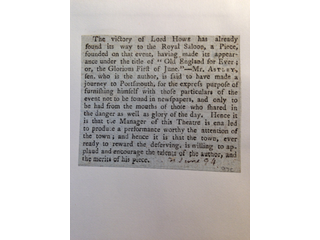 The victory of Lord Howe has already
found its way to the Royal Saloon, a Piece,
founded on that event, having made its appear-
ance under the title of "Old England for Ever;
or, the Glorious First of June."—Mr. ASTLEY,
sen. who is the author, is said to have made a
journey to Portsmouth, for the express purpose of
furnishing himself with those particulars of the
event not to be found in newspapers, and only to
be had from the mouths of those who shared in
the danger as well as glory of the day. Hence it
is that the Manager of this Theatre is ena led
to produce a performance worthy the attention of
the town; and hence it is that the town, ever
ready to reward the deserving, is willing to ap-
plaud and encourage the talents of the author, and
the merits of his piece.
June 94